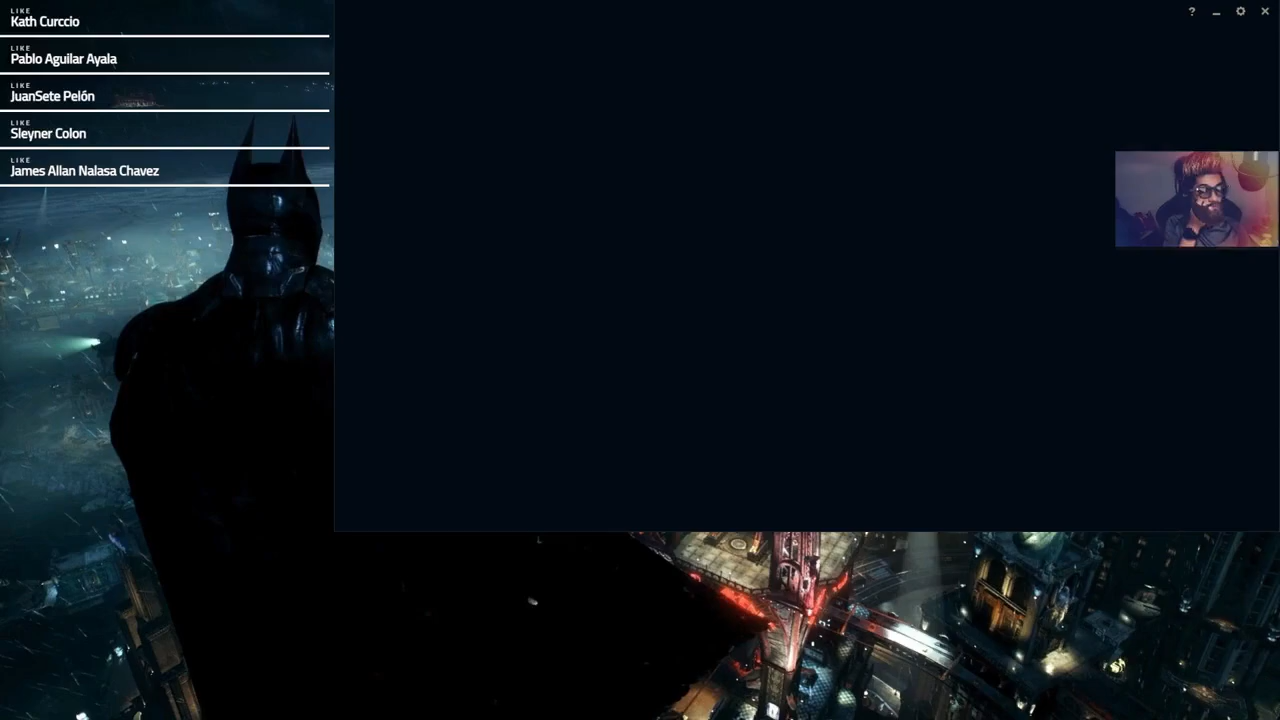 LIKE
Kath Curccio
LIKE
Pablo Aguilar Ayala
LIKE
JuanSete Pelón
LIKE
Sleyner Colon
LIKE
James Allan Nalasa Chavez
?